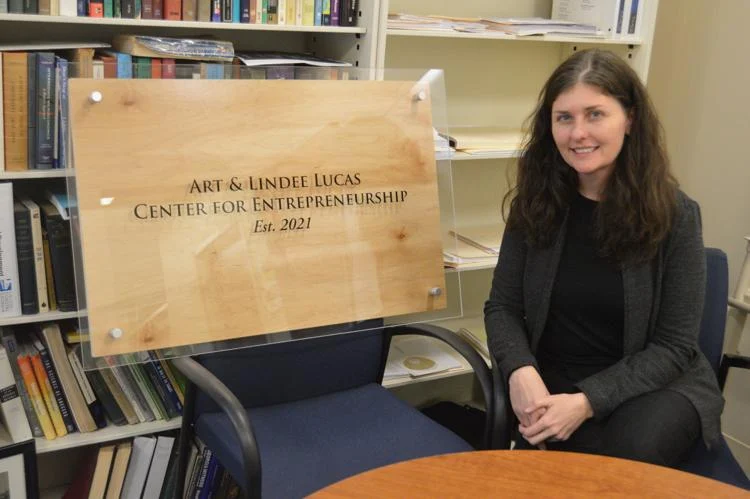 ART & LINDEE LUCAS
CENTER FOR ENTREPRENEURSHIP
Est. 2021